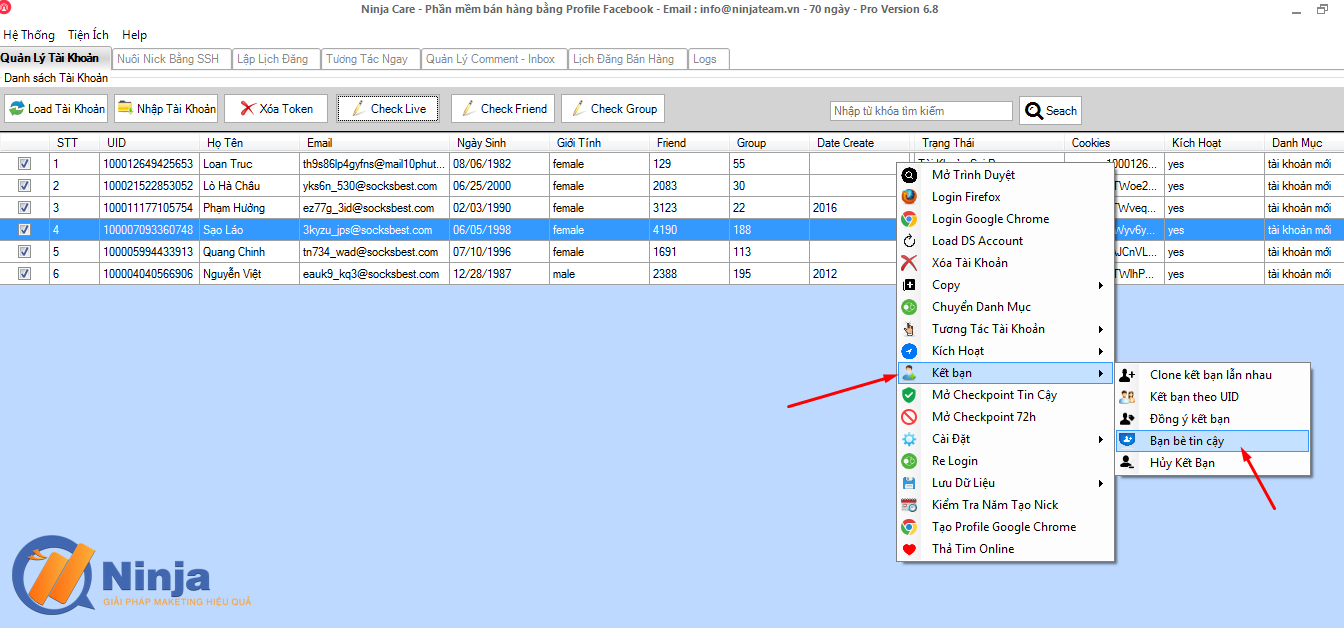 Ninja Care - Phần mềm bán hàng bằng Profile Facebook - Email : info@ninjateam.vn - 70 ngày - Pro Version 6.8
Hệ Thống Tiện Ích Help
Quản Lý Tài Khoản Nuôi Nick Bằng SSH Lập Lịch Đăng Tương Tác Ngay Quản Lý Comment - Inbox Lịch Đăng Bán Hàng Logs
Danh sách Tài Khoản
Load Tài Khoản Nhập Tài Khoản Xóa Token Check Live Check Friend Check Group Nhập từ khóa tìm kiếm Seach
STT UID Họ Tên Email Ngày Sinh Giới Tính Friend Group Date Create Trạng Thái Cookies Kích Hoạt Danh Mục
1 100012649425653 Loan Truc th9s86lp4gyfns@mail10phut... 08/06/1982 female 129 55 1000126... yes tài khoản mới
2 100021522853052 Lò Hà Châu yks6n_530@socksbest.com 06/25/2000 female 2083 30 TWoe2... yes tài khoản mới
3 100011177105754 Phạm Hưởng ez77g_3id@socksbest.com 02/03/1990 female 3123 22 2016 TWveq... yes tài khoản mới
4 100007093360748 Sạo Láo 3kyzu_jps@socksbest.com 06/05/1998 female 4190 188 Wyv6y... yes tài khoản mới
5 100005994433913 Quang Chinh tn734_wad@socksbest.com 07/10/1996 female 1691 113 JCnVL... yes tài khoản mới
6 100004040566906 Nguyễn Việt eauk9_kq3@socksbest.com 12/28/1987 male 2388 195 2012 TWlhP... yes tài khoản mới
Mở Trình Duyệt
Login Firefox
Login Google Chrome
Load DS Account
Xóa Tài Khoản
Copy
Chuyển Danh Mục
Tương Tác Tài Khoản
Kích Hoạt
Kết bạn
Mở Checkpoint Tin Cậy
Mở Checkpoint 72h
Cài Đặt
Re Login
Lưu Dữ Liệu
Kiểm Tra Năm Tạo Nick
Tạo Profile Google Chrome
Thả Tim Online
Clone kết bạn lẫn nhau
Kết bạn theo UID
Đồng ý kết bạn
Bạn bè tin cậy
Hủy Kết Bạn
Ninja
GIẢI PHÁP MAKETING HIỆU QUẢ